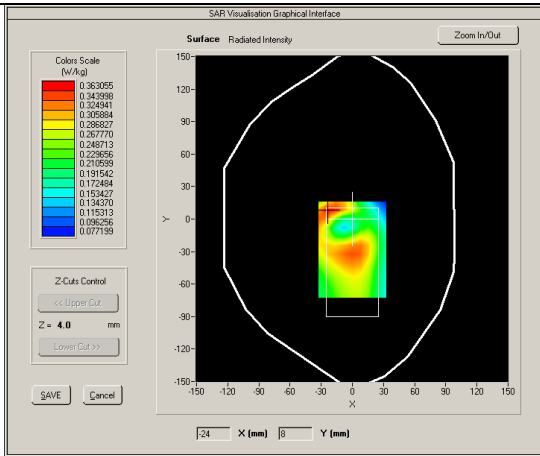 SAR Visualisation Graphical Interface
Surface Radiated Intensity
Zoom In/Out
Colors Scale
(W/kg)
0.363055
0.343998
0.324941
0.305884
0.286827
0.267770
0.248713
0.229656
0.210599
0.191542
0.172484
0.153427
0.134370
0.115313
0.096256
0.077199
Z-Cuts Control
<< Upper Cut
Z = 4.0 mm
Lower Cut >>
SAVE Cancel
150
120
90
60
30
0
-30
-60
-90
-120
-150
Y
-150 -120 -90 -60 -30 0 30 60 90 120 150
X
-24 X (mm) 8 Y (mm)